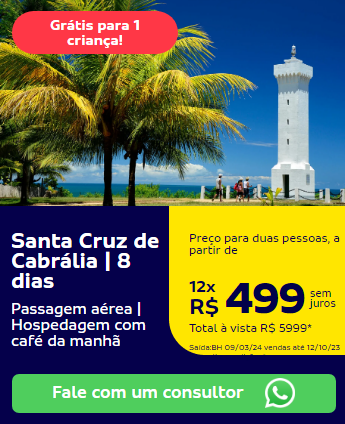 Grátis para 1
criança!
Santa Cruz de
Cabrália | 8
dias
Passagem aérea |
Hospedagem com
café da manhã
Preço para duas pessoas, a
partir de
12x
R$ 499 sem
juros
Total à vista R$ 5999*
Saída:BH 09/03/24 vendas até 12/10/23
Fale com um consultor